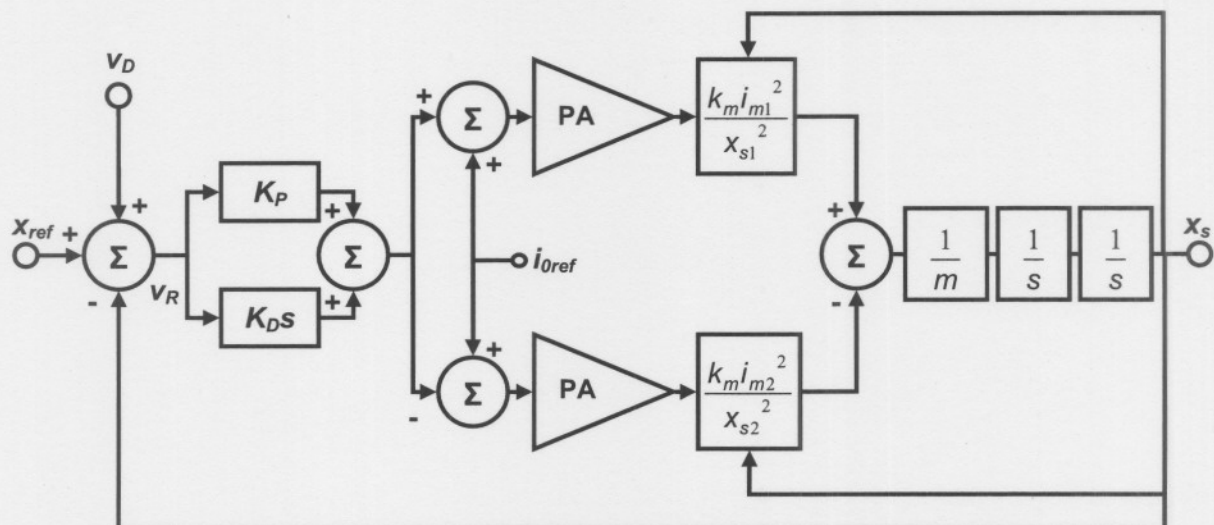 v_D
x_ref + + Σ - v_R
K_P
K_D s
+ + Σ
+ Σ +
i_0ref
+ Σ -
PA
PA
k_m i_m1^2
x_s1^2
k_m i_m2^2
x_s2^2
+ Σ -
1
m
1
s
1
s
x_s